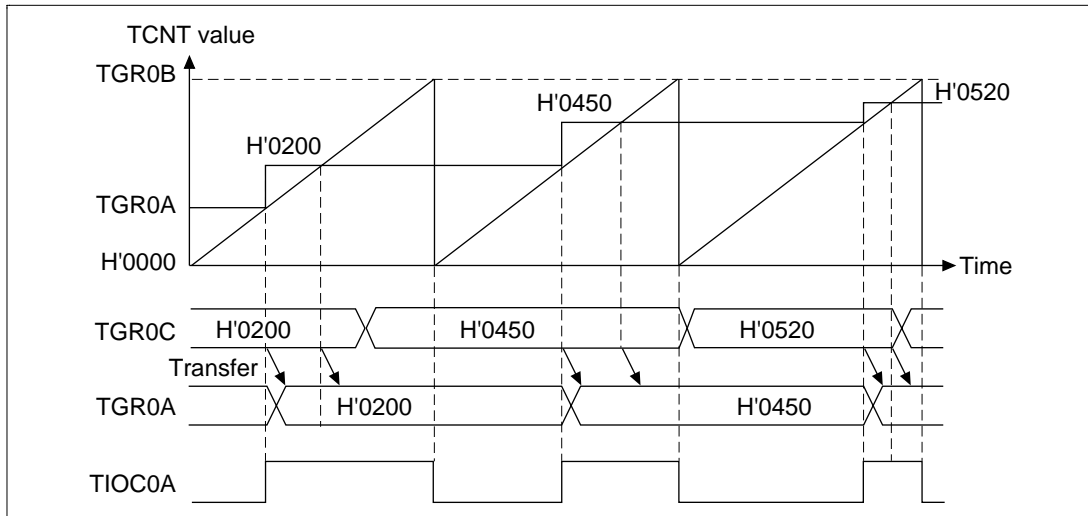 TCNT value
TGR0B
H'0520
H'0450
H'0200
TGR0A
H'0000
Time
TGR0C
H'0200
H'0450
H'0520
Transfer
TGR0A
H'0200
H'0450
TIOC0A